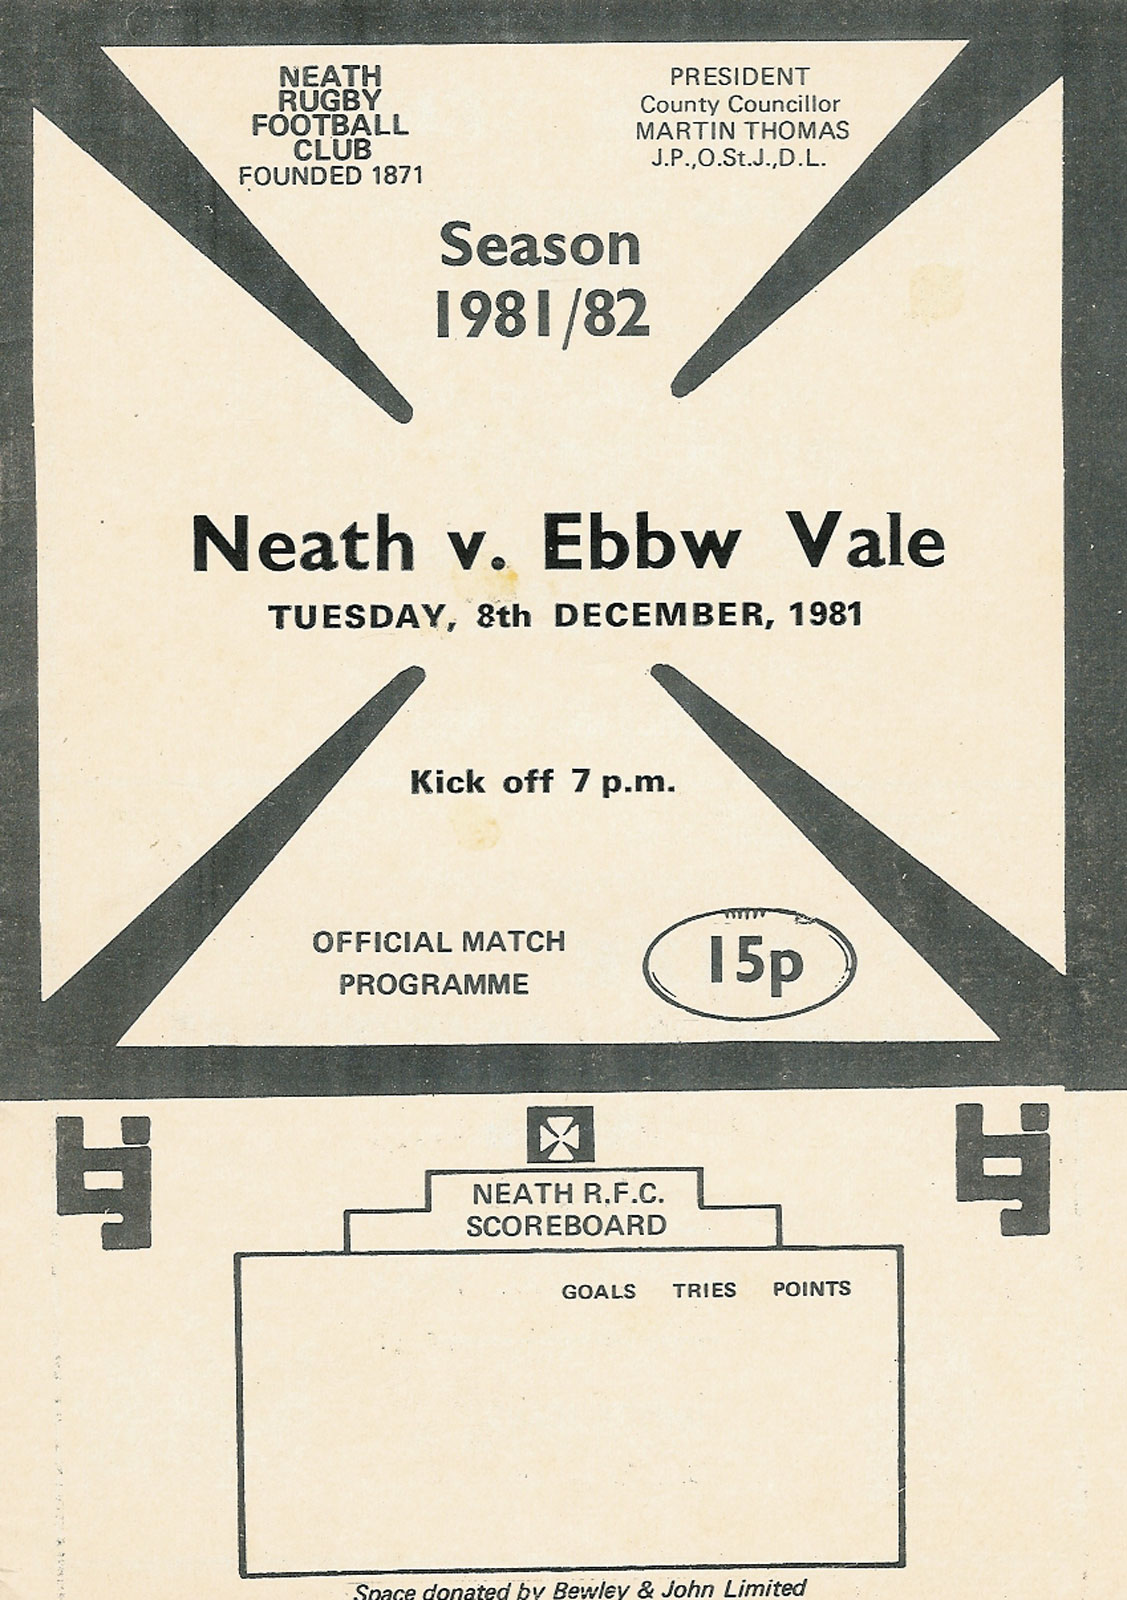 NEATH
RUGBY
FOOTBALL
CLUB
FOUNDED 1871
PRESIDENT
County Councillor
MARTIN THOMAS
J.P.,O.St.J.,D.L.
Season
1981/82
Neath v. Ebbw Vale
TUESDAY, 8th DECEMBER, 1981
Kick off 7 p.m.
OFFICIAL MATCH
PROGRAMME
15p
NEATH R.F.C.
SCOREBOARD
GOALS TRIES POINTS
Space donated by Bewley & John Limited